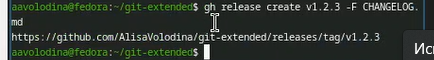 aavolodina@fedora:~/git-extended$ gh release create v1.2.3 -F CHANGELOG.
md
https://github.com/AlisaVolodina/git-extended/releases/tag/v1.2.3
aavolodina@fedora:~/git-extended$
Ис